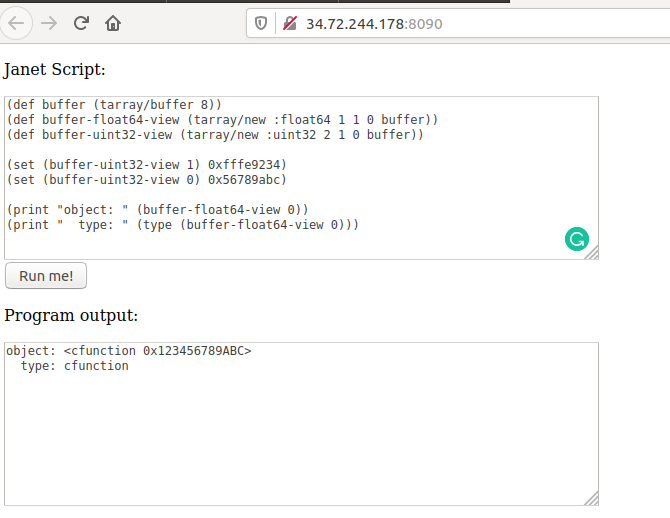 34.72.244.178:8090
Janet Script:
(def buffer (tarray/buffer 8))
(def buffer-float64-view (tarray/new :float64 1 1 0 buffer))
(def buffer-uint32-view (tarray/new :uint32 2 1 0 buffer))
(set (buffer-uint32-view 1) 0xfffe9234)
(set (buffer-uint32-view 0) 0x56789abc)
(print "object: " (buffer-float64-view 0))
(print "  type: " (type (buffer-float64-view 0)))
Run me!
Program output:
object: <cfunction 0x123456789ABC>
  type: cfunction